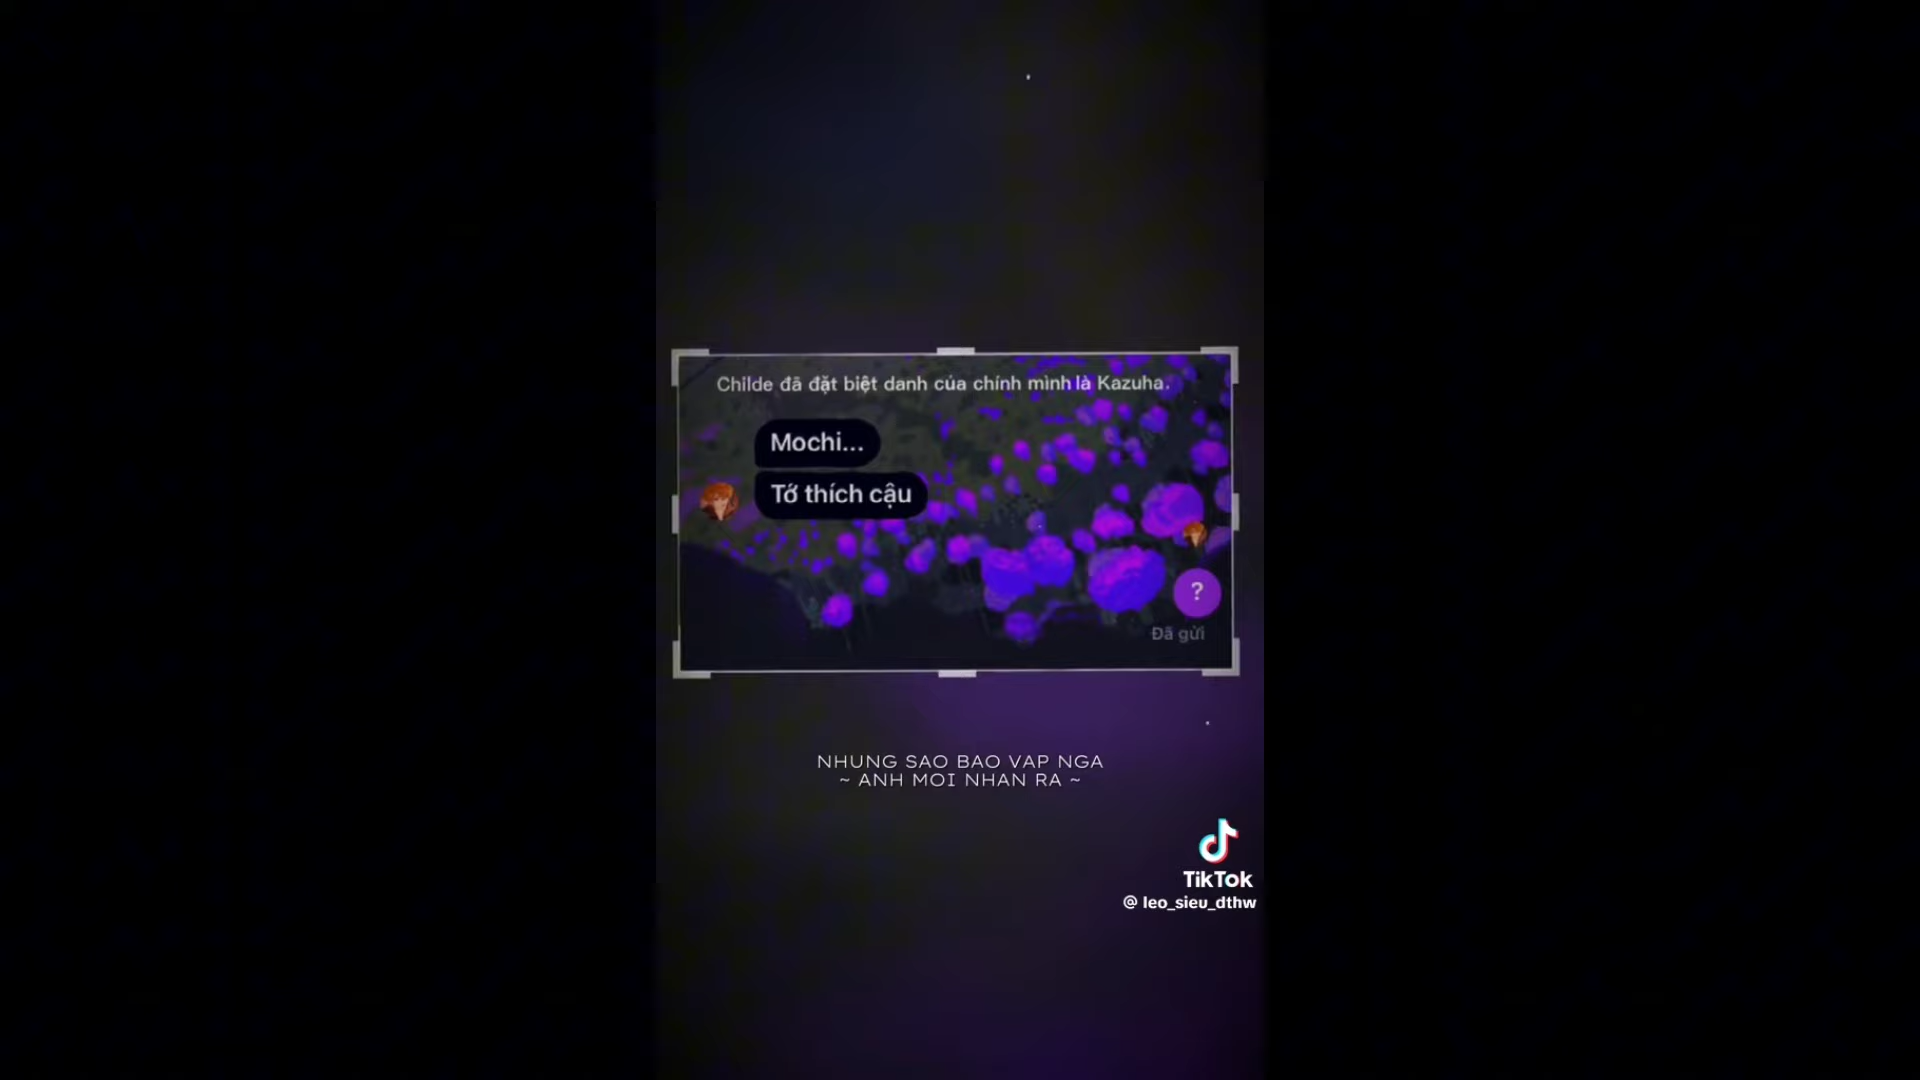 Childe đã đặt biệt danh của chính mình là Kazuha.
Mochi...
Tớ thích cậu
?
Đã gửi
NHUNG SAO BAO VAP NGA
~ ANH MOI NHAN RA ~
TikTok
@ leo_sieu_dthw